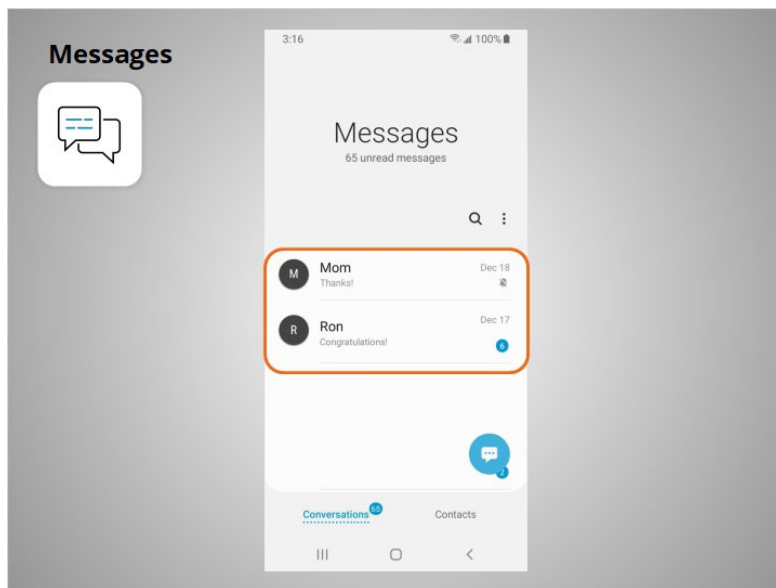 Messages
3:16 100%
Messages
65 unread messages
M Mom Dec 18
Thanks!
R Ron Dec 17
Congratulations! 6
2
Conversations 65 Contacts